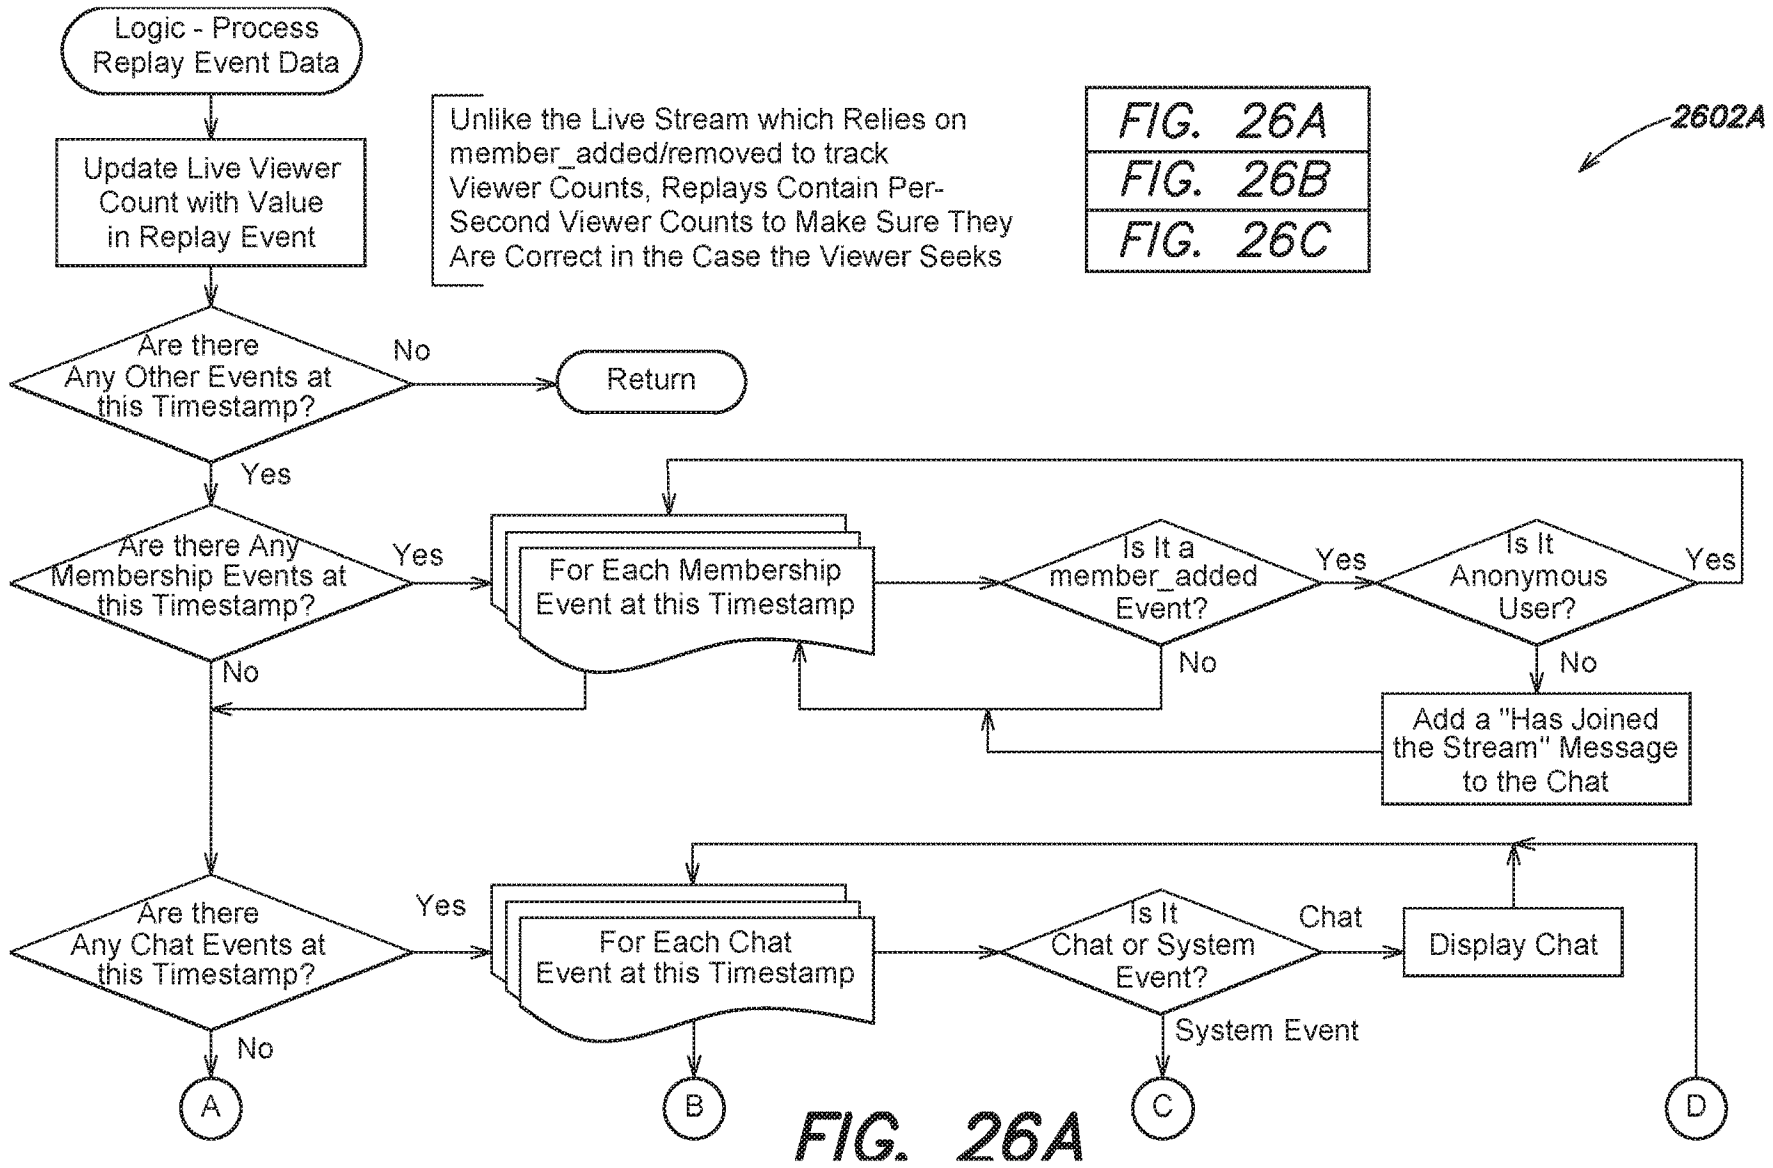 Logic - Process
Replay Event Data
Update Live Viewer
Count with Value
in Replay Event
Unlike the Live Stream which Relies on
member_added/removed to track
Viewer Counts, Replays Contain Per-
Second Viewer Counts to Make Sure They
Are Correct in the Case the Viewer Seeks
FIG. 26A
FIG. 26B
FIG. 26C
2602A
Are there
Any Other Events at
this Timestamp?
No
Return
Yes
Are there Any
Membership Events at
this Timestamp?
Yes
For Each Membership
Event at this Timestamp
Is It a
member_added
Event?
Yes
Is It
Anonymous
User?
Yes
No
No
No
Add a "Has Joined
the Stream" Message
to the Chat
Are there
Any Chat Events at
this Timestamp?
Yes
For Each Chat
Event at this Timestamp
Is It
Chat or System
Event?
Chat
Display Chat
No
System Event
A
B
C
D
FIG. 26A